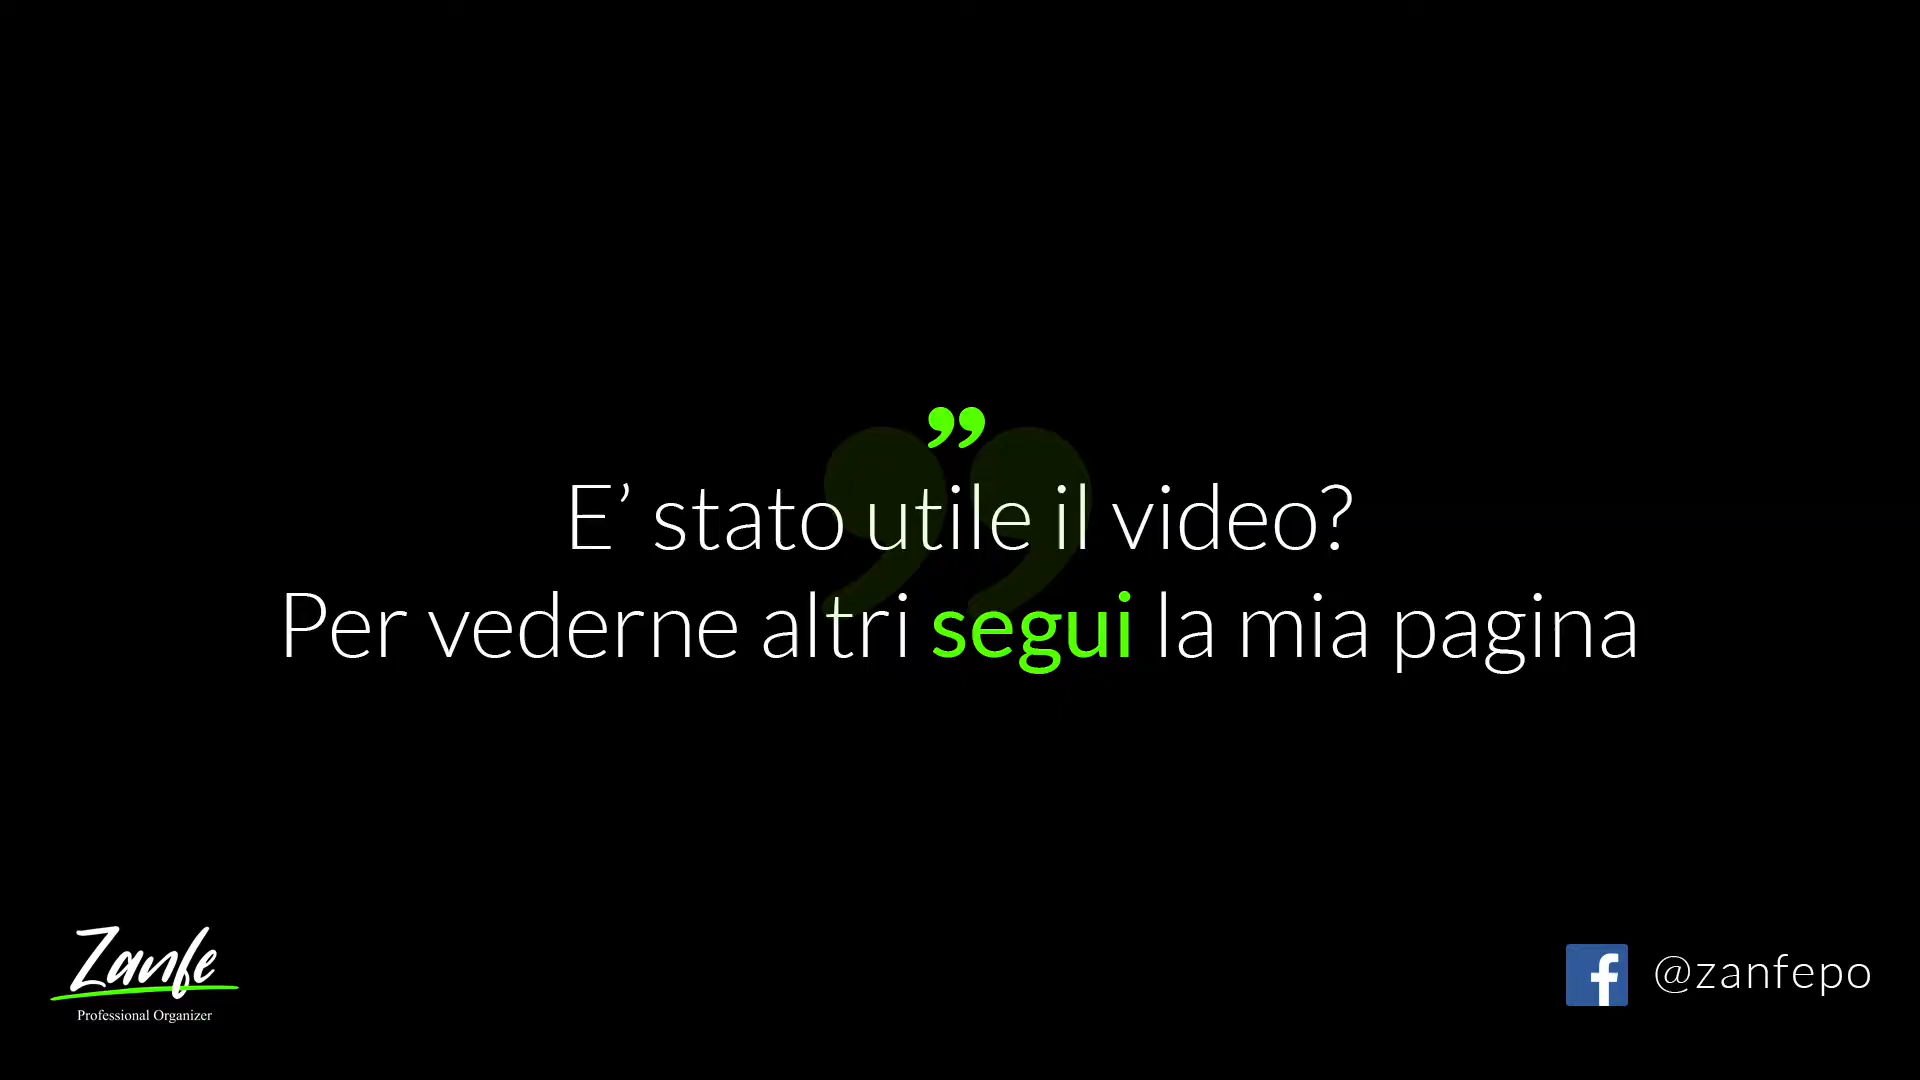 ”
E’ stato utile il video?
Per vederne altri segui la mia pagina
Zanfe
Professional Organizer
@zanfepo